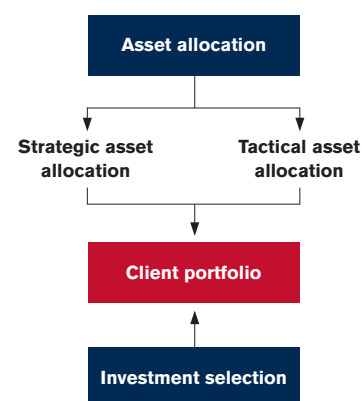 Asset allocation
Strategic asset
allocation
Tactical asset
allocation
Client portfolio
Investment selection